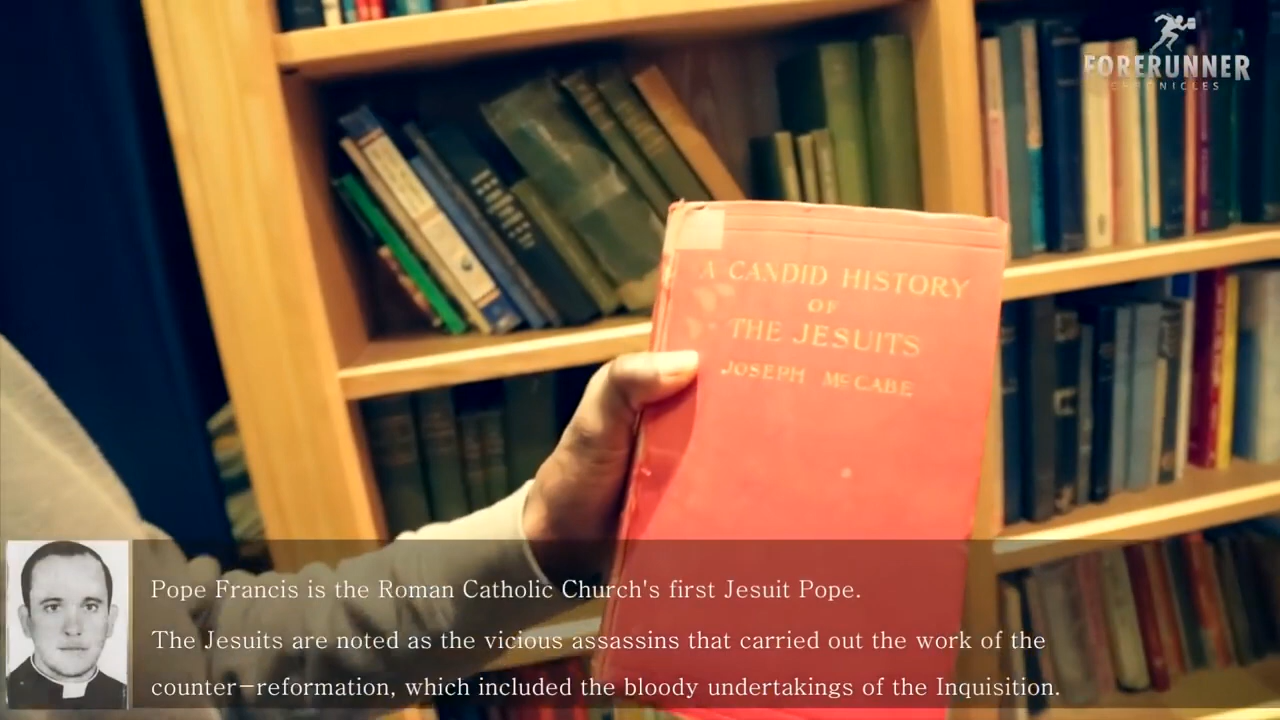 FORERUNNER
CHRONICLES
A CANDID HISTORY
OF
THE JESUITS
JOSEPH McCABE
Pope Francis is the Roman Catholic Church's first Jesuit Pope.
The Jesuits are noted as the vicious assassins that carried out the work of the
counter-reformation, which included the bloody undertakings of the Inquisition.